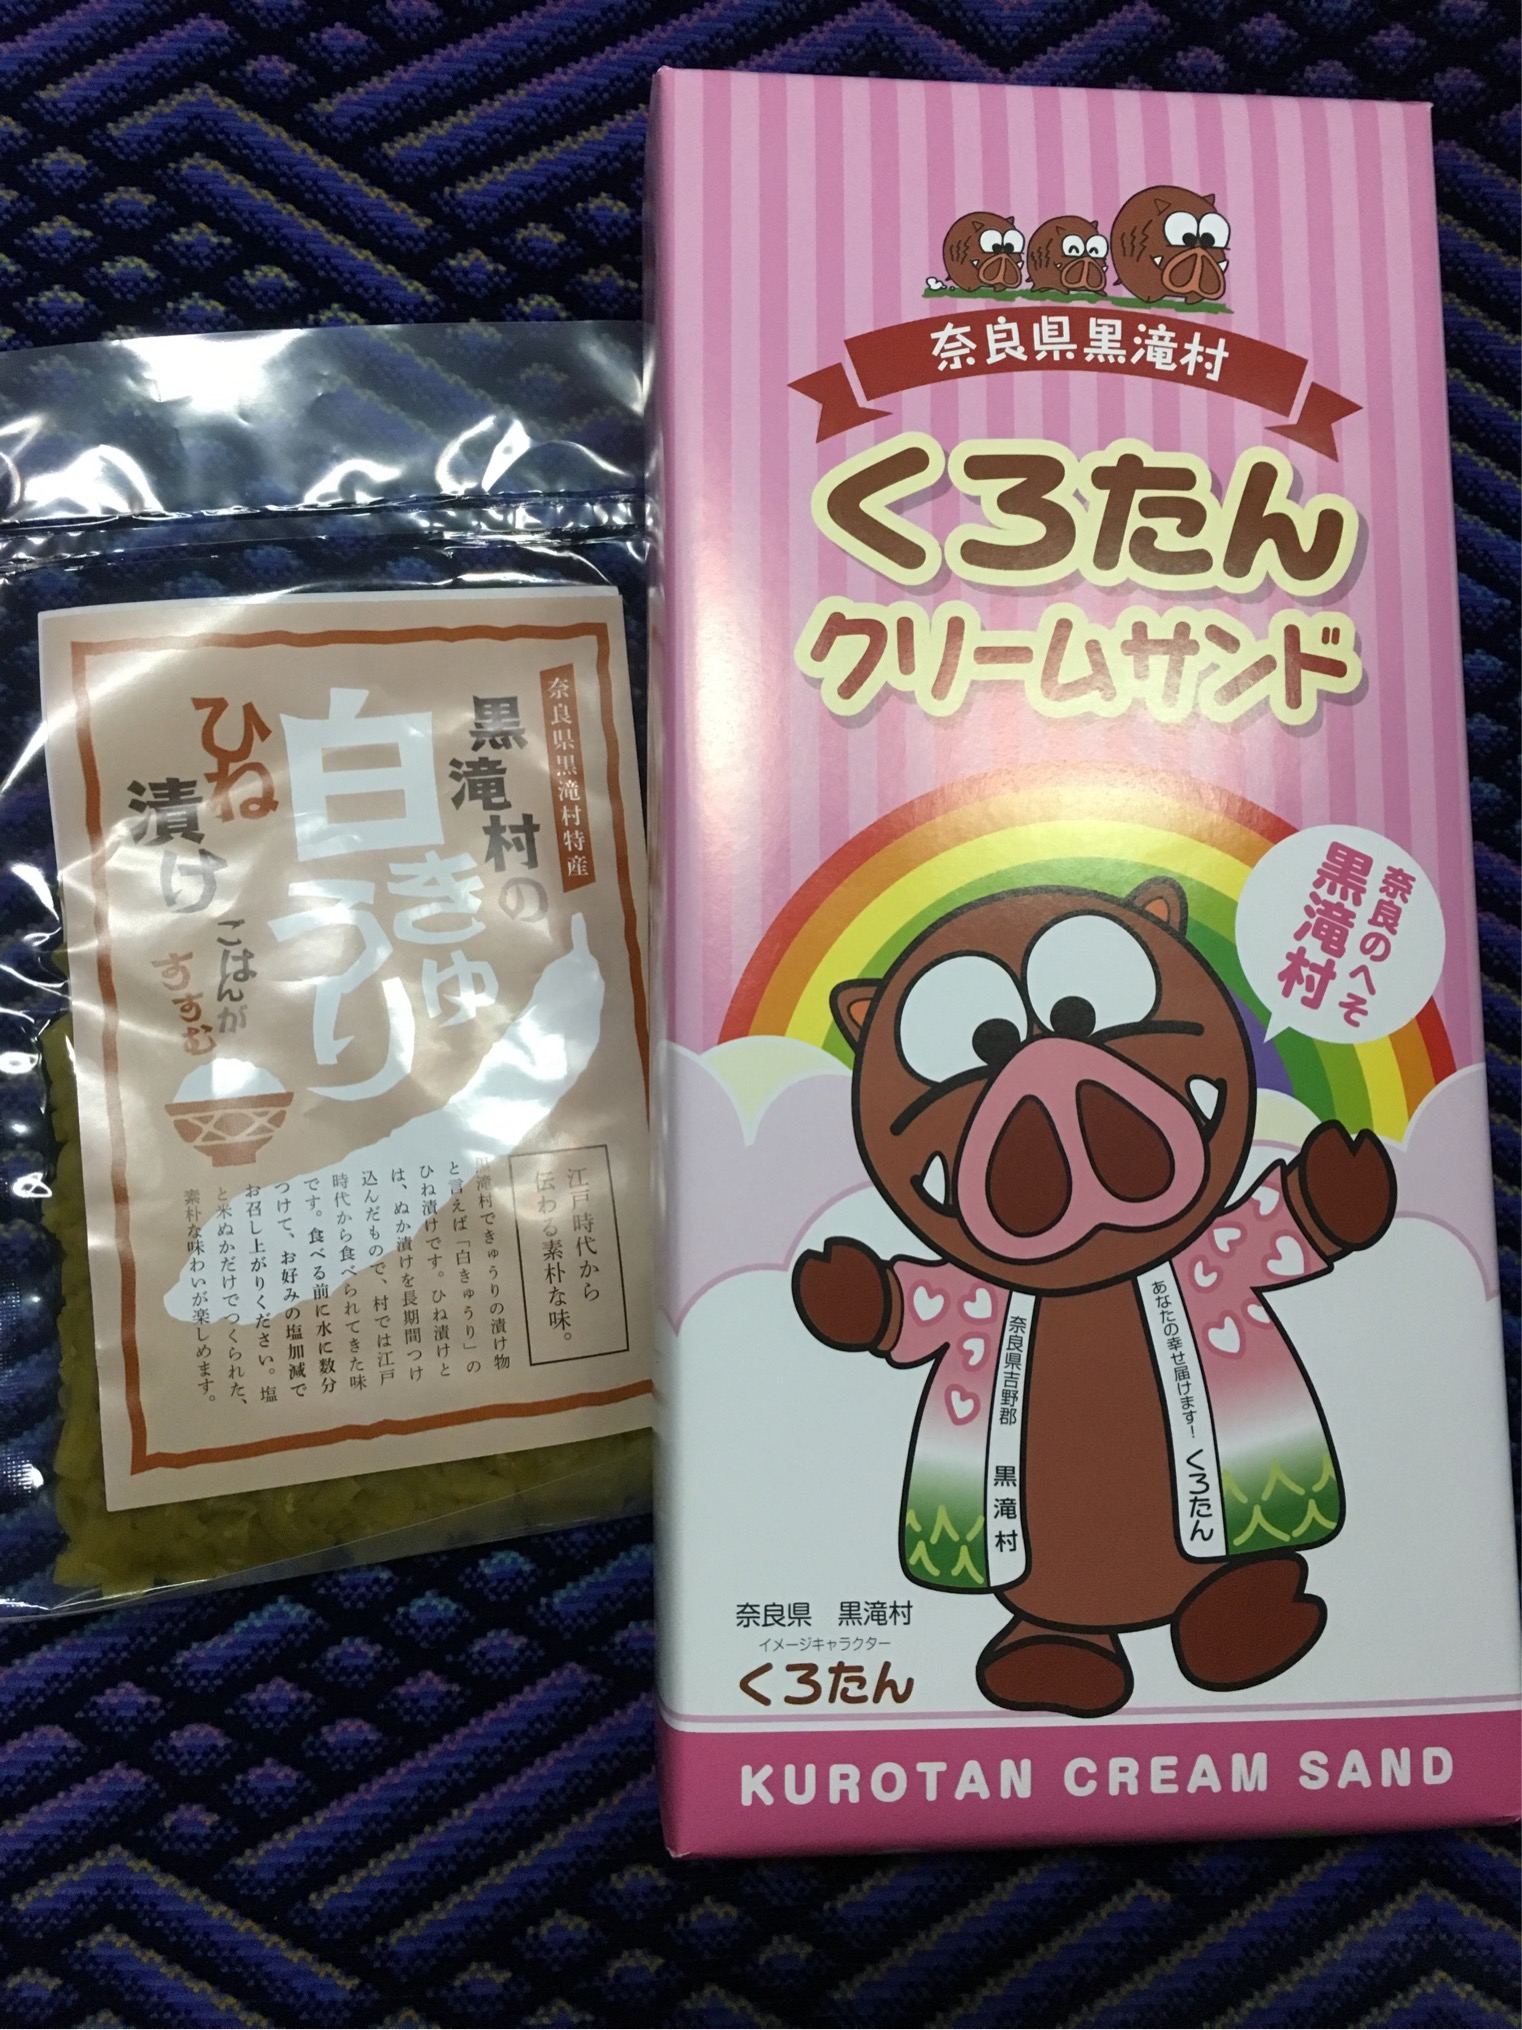 奈良県黒滝村特産
黒滝村の
白きゅうり
ひね漬け
ごはんが
すすむ
江戸時代から
伝わる素朴な味。
黒滝村できゅうりの漬け物
と言えば「白きゅうり」の
ひね漬けです。ひね漬けと
は、ぬか漬けを長期間つけ
込んだもので、村では江戸
時代から食べられてきた味
です。食べる前に水に数分
つけて、お好みの塩加減で
お召し上がりください。塩
と米ぬかだけでつくられた、
素朴な味わいが楽しめます。
奈良県黒滝村
くろたん
クリームサンド
奈良のへそ
黒滝村
奈良県吉野郡 黒滝村
あなたの幸せ届けます！ くろたん
奈良県 黒滝村
イメージキャラクター
くろたん
KUROTAN CREAM SAND